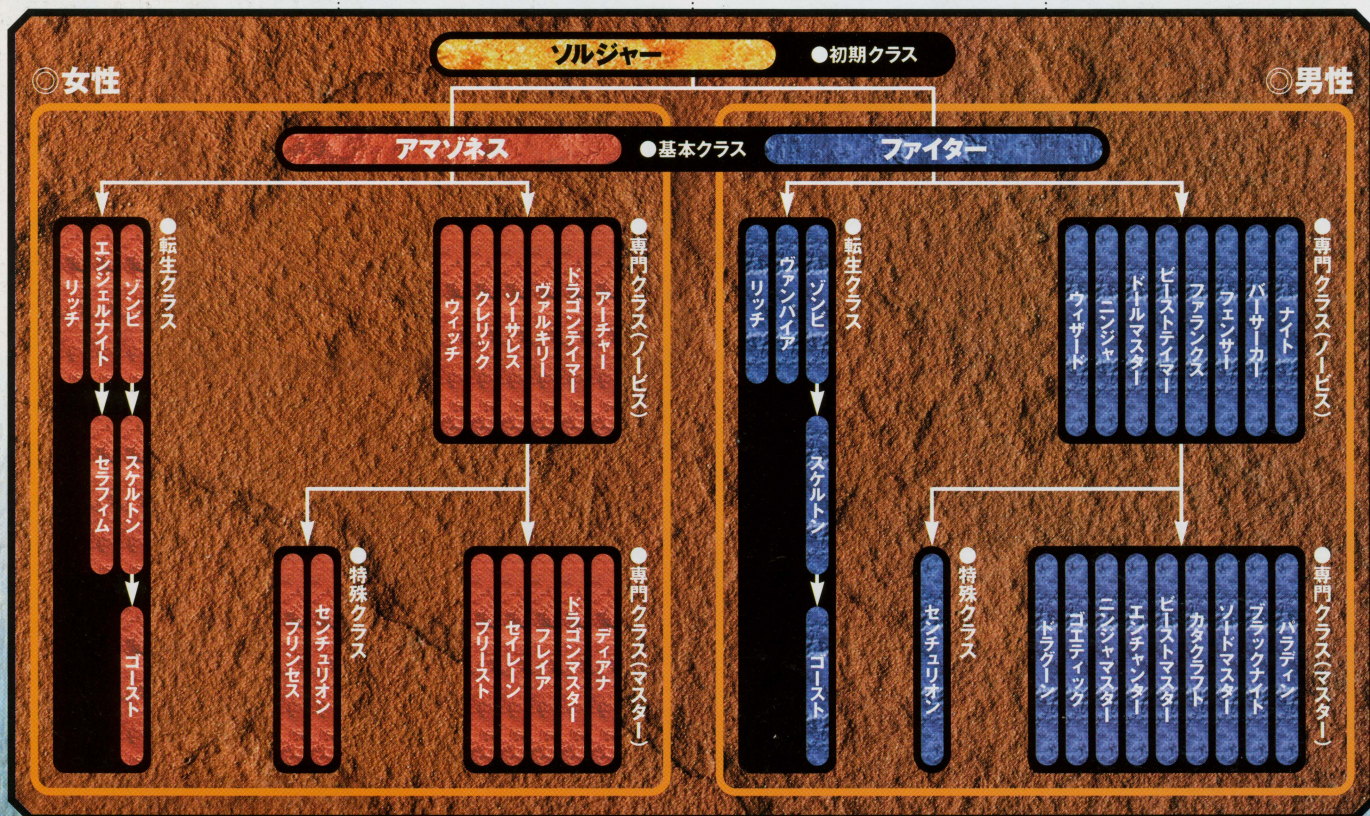 ソルジャー
●初期クラス
◎女性
◎男性
アマゾネス
●基本クラス
ファイター
●転生クラス
ゾンビ
エンジェルナイト
リッチ
スケルトン
セラフィム
ゴースト
●専門クラス(ノービス)
アーチャー
ドラゴンテイマー
ヴァルキリー
ソーサレス
クレリック
ウィッチ
●特殊クラス
センチュリオン
プリンセス
●専門クラス(マスター)
ディアナ
ドラゴンマスター
フレイア
セイレーン
プリースト
●転生クラス
ゾンビ
ヴァンパイア
リッチ
スケルトン
ゴースト
●専門クラス(ノービス)
ナイト
バーサーカー
フェンサー
ファランクス
ビーストテイマー
ドールマスター
ニンジャ
ウィザード
●特殊クラス
センチュリオン
●専門クラス(マスター)
パラディン
ブラックナイト
ソードマスター
カタクラフト
ビーストマスター
エンチャンター
ニンジャマスター
ゴエティック
ドラグーン